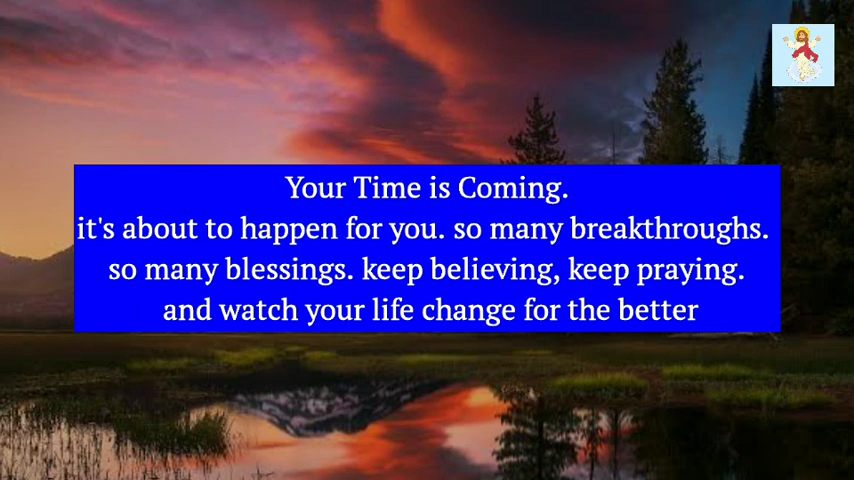 Your Time is Coming.
it's about to happen for you. so many breakthroughs.
so many blessings. keep believing, keep praying.
and watch your life change for the better